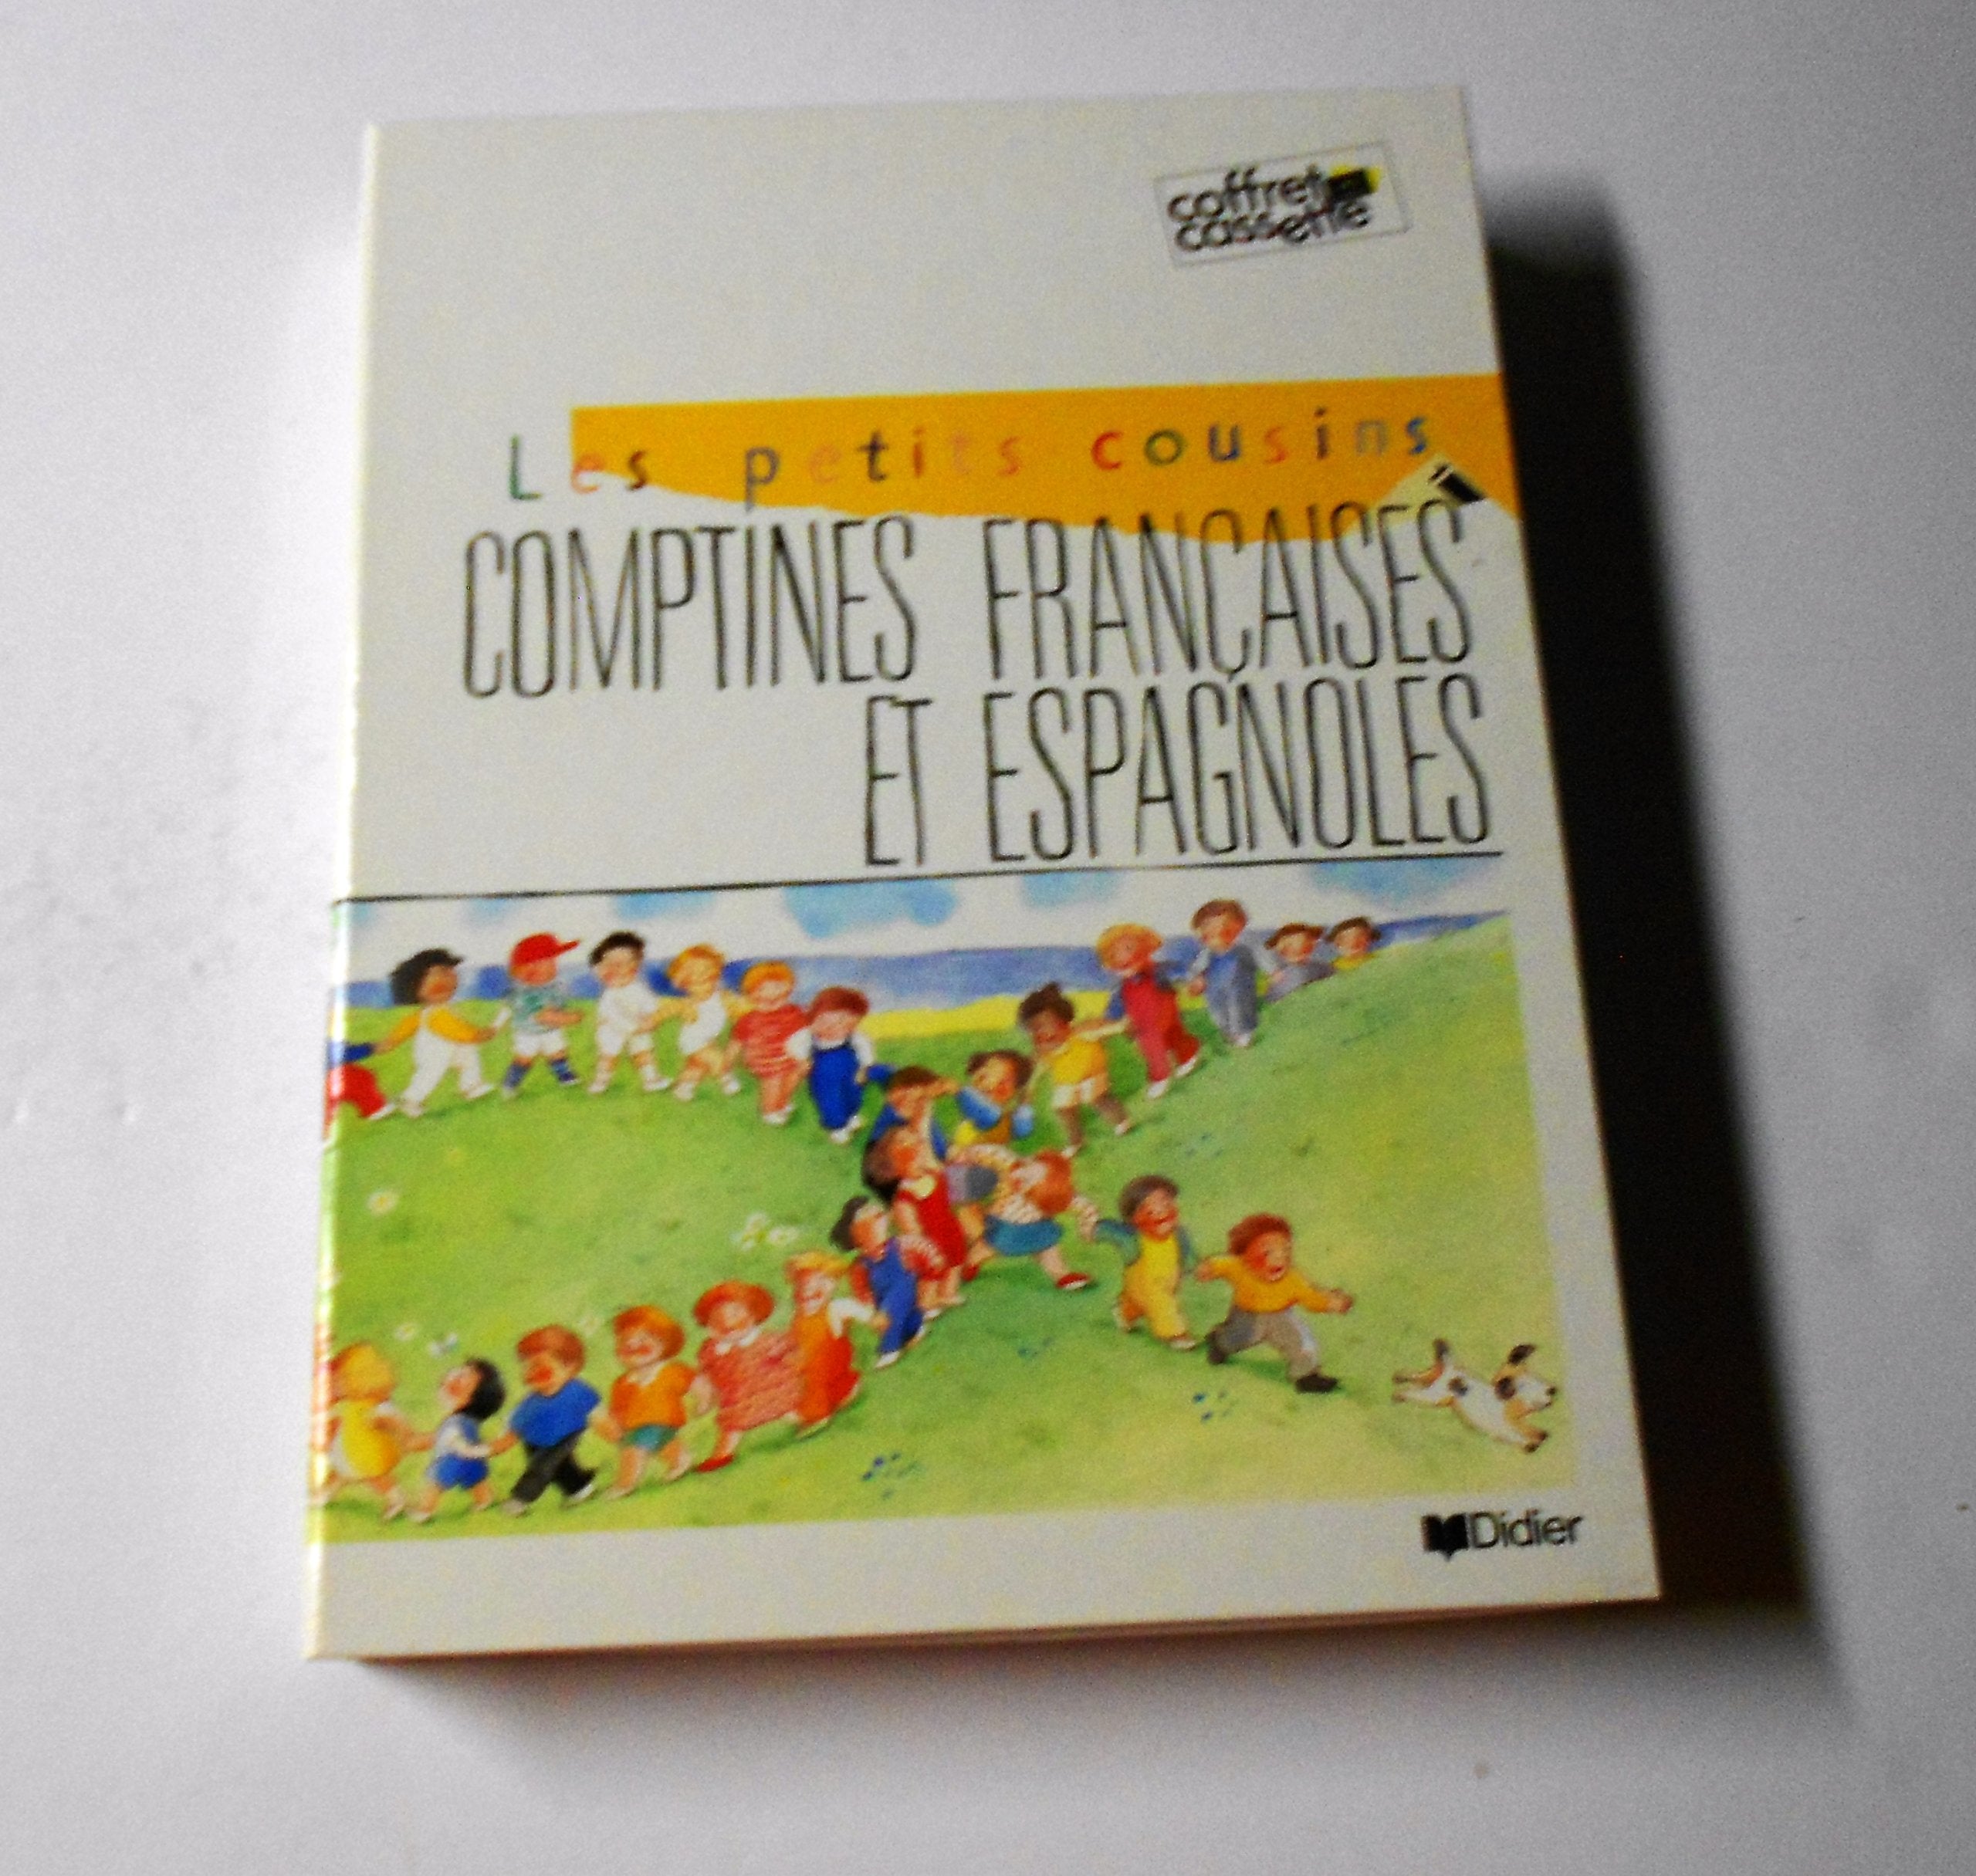 coffret
cassette
Les petits cousins
COMPTINES FRANÇAISES
ET ESPAGNOLES
Didier